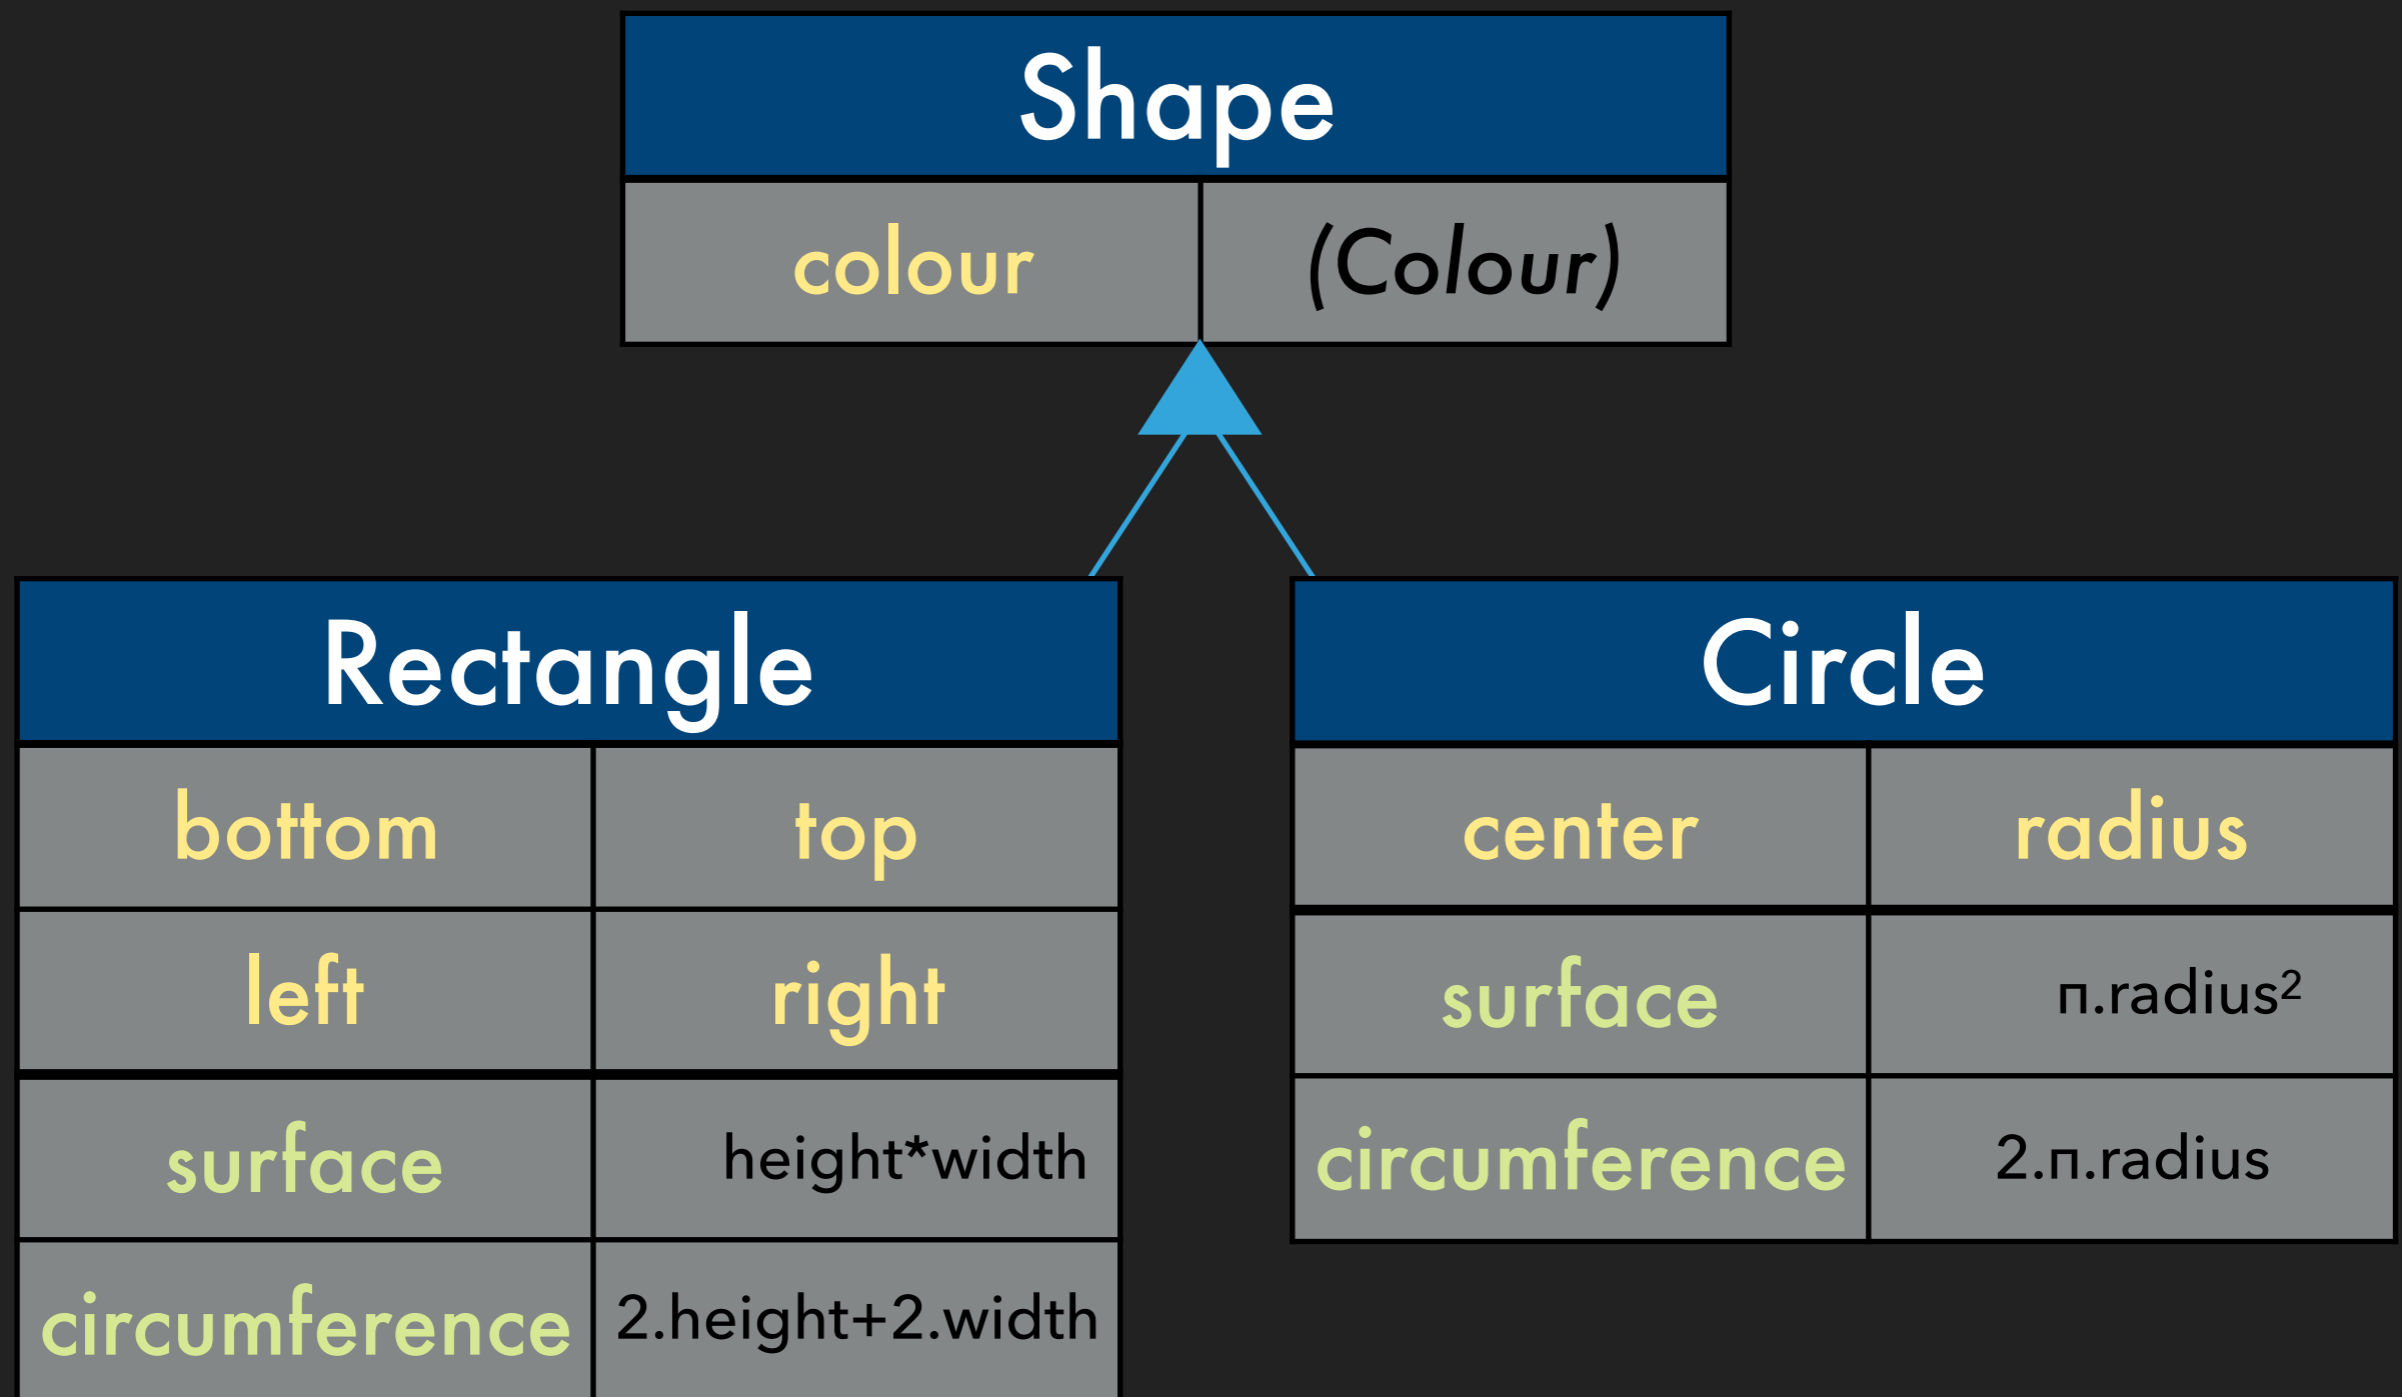 Shape
colour (Colour)
Rectangle
bottom top
left right
surface height*width
circumference 2.height+2.width
Circle
center radius
surface π.radius²
circumference 2.π.radius